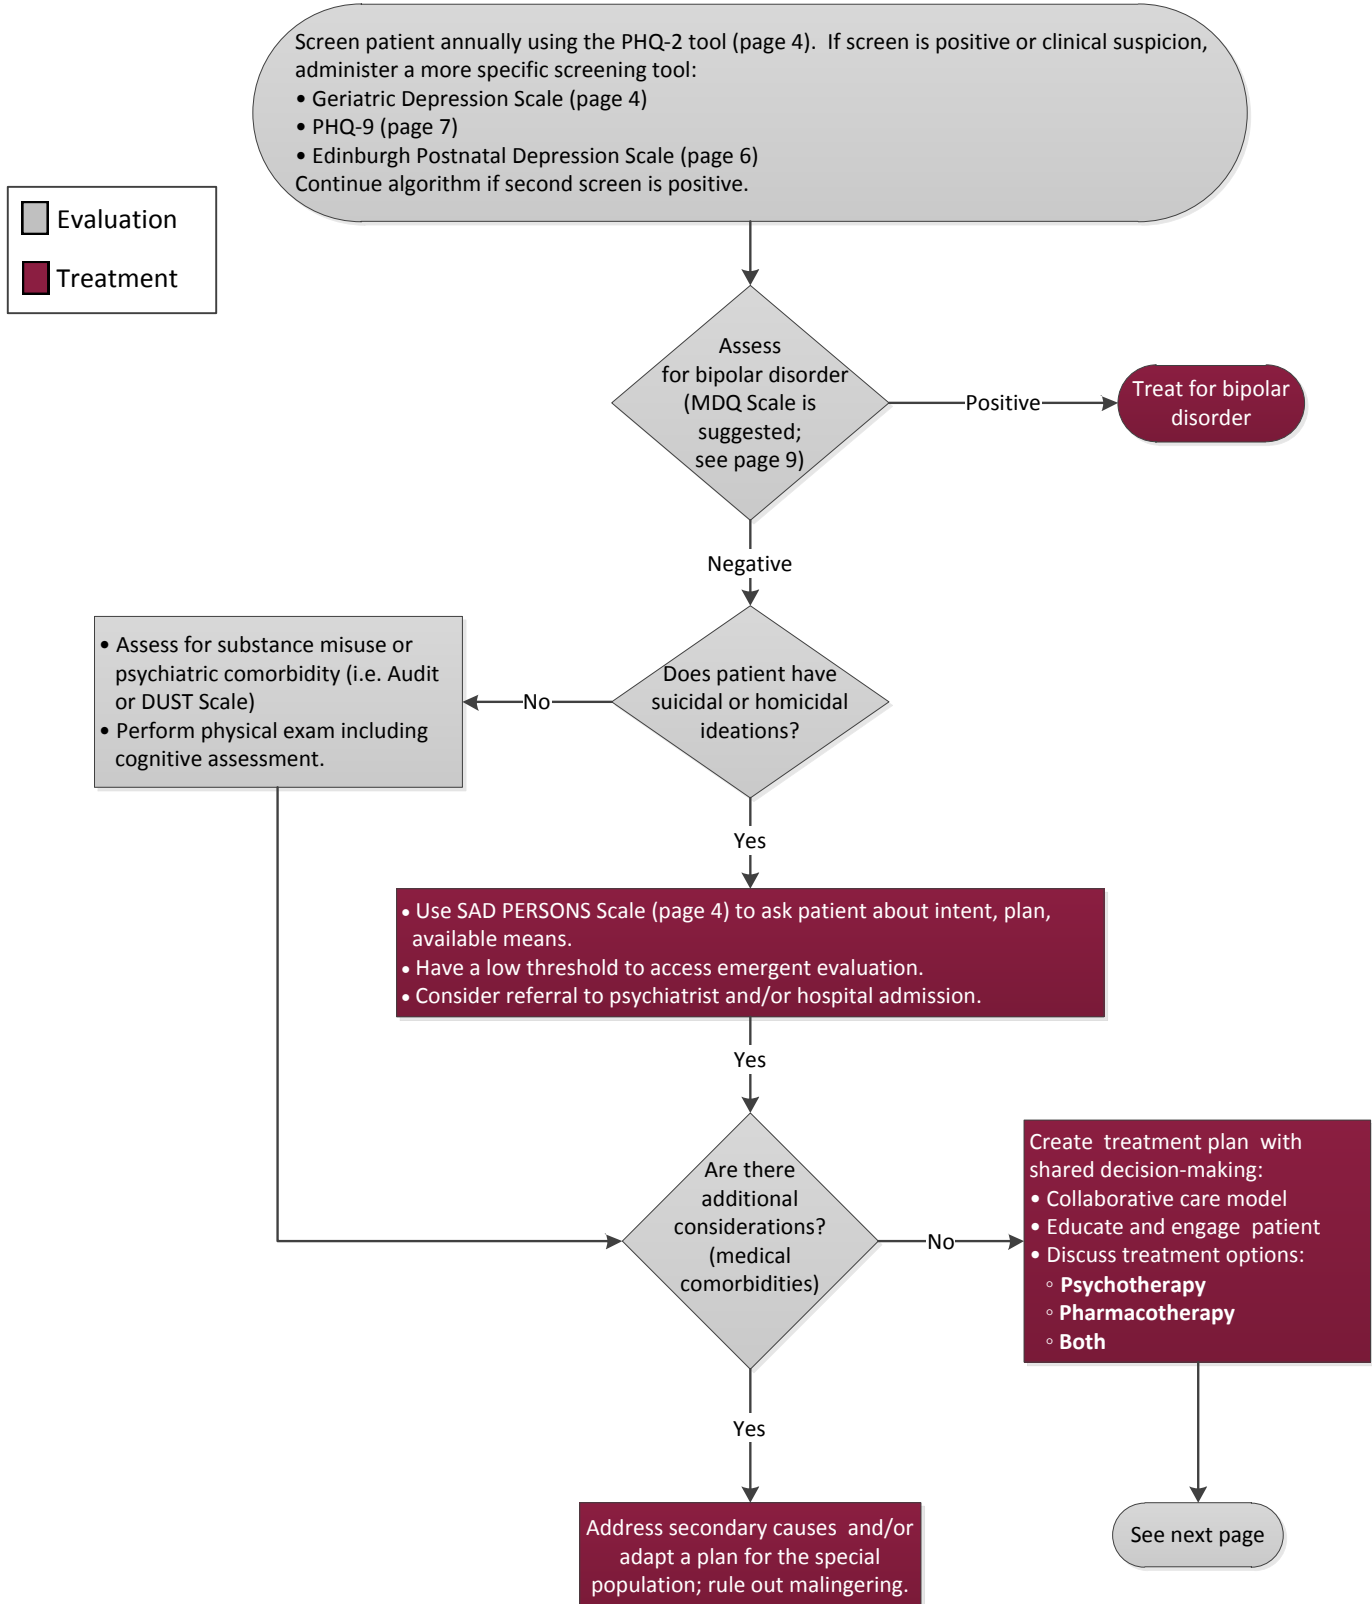 Screen patient annually using the PHQ-2 tool (page 4).  If screen is positive or clinical suspicion,
administer a more specific screening tool:
• Geriatric Depression Scale (page 4)
• PHQ-9 (page 7)
• Edinburgh Postnatal Depression Scale (page 6)
Continue algorithm if second screen is positive.
Evaluation
Treatment
Assess
for bipolar disorder
(MDQ Scale is
suggested;
see page 9)
Positive
Treat for bipolar
disorder
Negative
Does patient have
suicidal or homicidal
ideations?
No
• Assess for substance misuse or
psychiatric comorbidity (i.e. Audit
or DUST Scale)
• Perform physical exam including
cognitive assessment.
Yes
• Use SAD PERSONS Scale (page 4) to ask patient about intent, plan,
available means.
• Have a low threshold to access emergent evaluation.
• Consider referral to psychiatrist and/or hospital admission.
Yes
Are there
additional
considerations?
(medical
comorbidities)
No
Create  treatment plan  with
shared decision-making:
• Collaborative care model
• Educate and engage  patient
• Discuss treatment options:
◦ Psychotherapy
◦ Pharmacotherapy
◦ Both
Yes
Address secondary causes  and/or
adapt a plan for the special
population; rule out malingering.
See next page